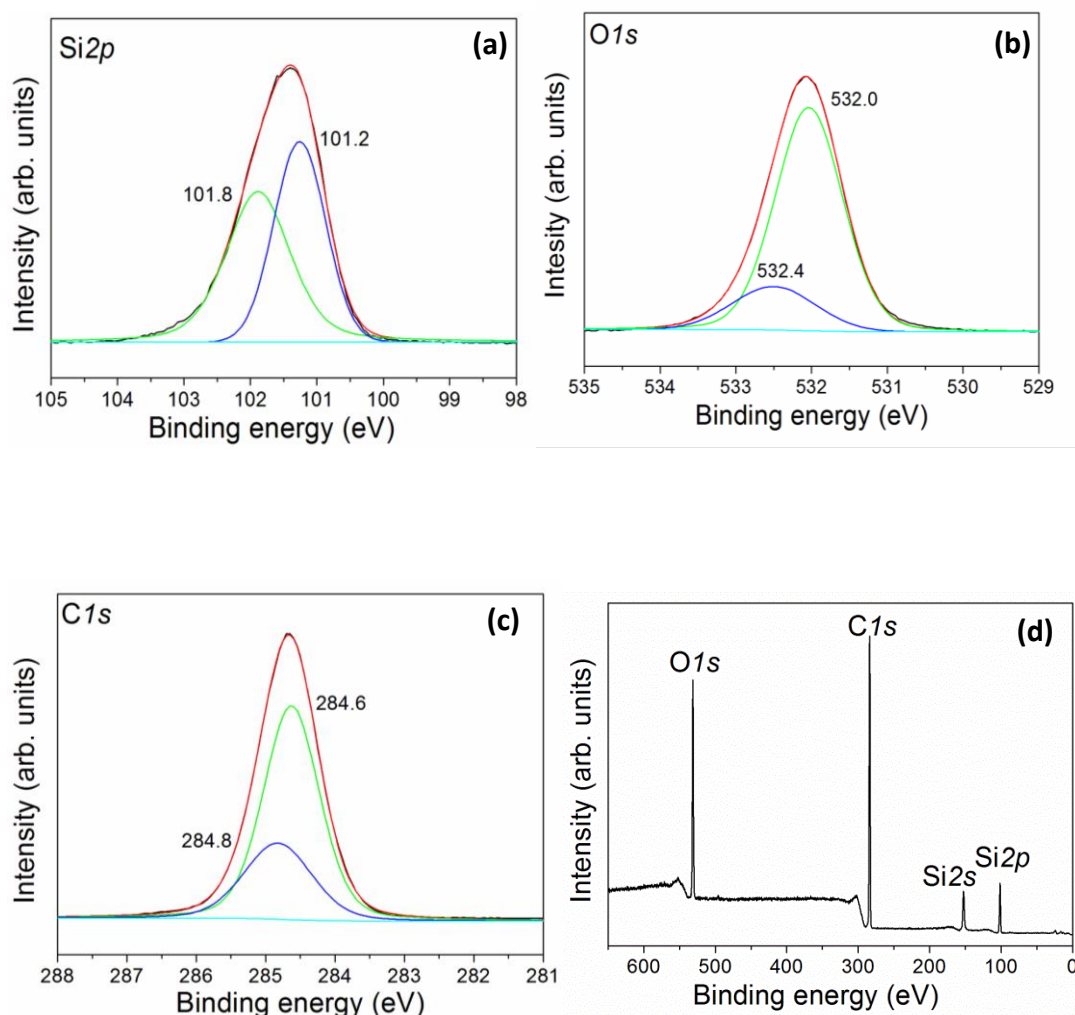 Si2p
(a)
101.2
101.8
Intensity (arb. units)
105 104 103 102 101 100 99 98
Binding energy (eV)
O1s
(b)
532.0
532.4
Intesity (arb. units)
535 534 533 532 531 530 529
Binding energy (eV)
C1s
(c)
284.6
284.8
Intensity (arb. units)
288 287 286 285 284 283 282 281
Binding energy (eV)
(d)
C1s
O1s
Si2p
Si2s
Intensity (arb. units)
600 500 400 300 200 100 0
Binding energy (eV)